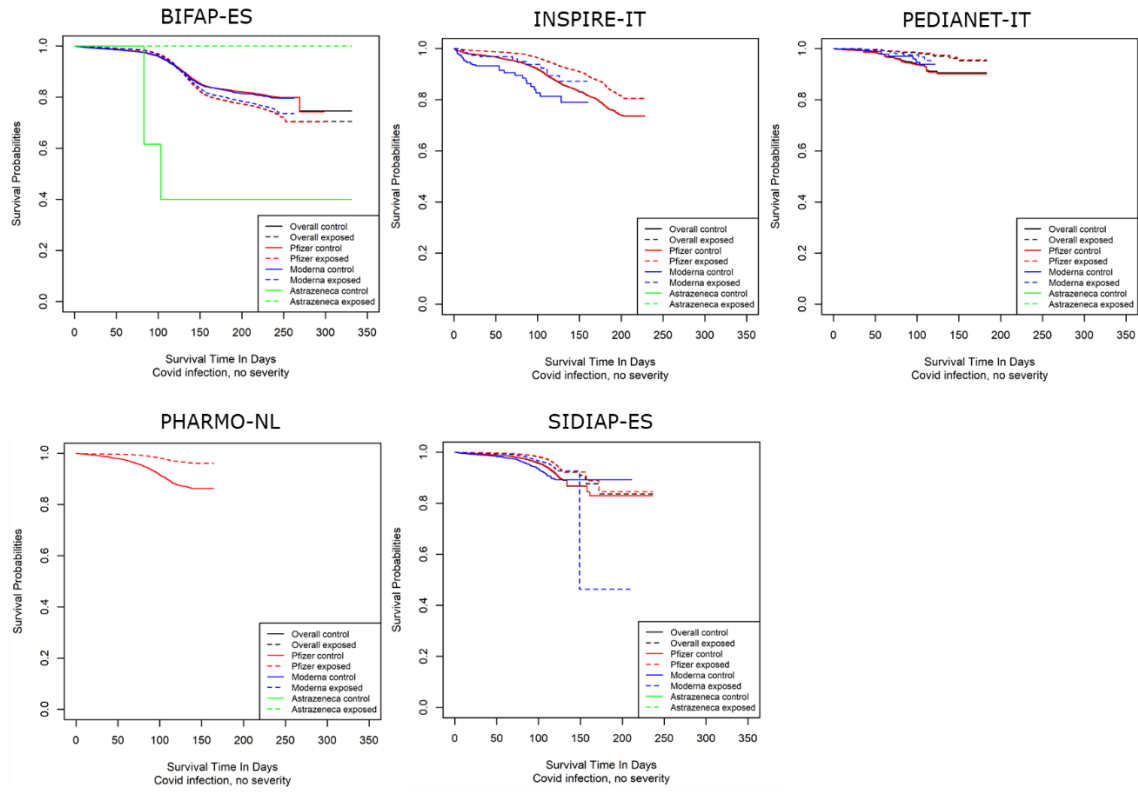 BIFAP-ES
Survival Probabilities
1.0
0.8
0.6
0.4
0.2
0.0
Overall control
Overall exposed
Pfizer control
Pfizer exposed
Moderna control
Moderna exposed
Astrazeneca control
Astrazeneca exposed
0 50 100 150 200 250 300 350
Survival Time In Days
Covid infection, no severity
INSPIRE-IT
Survival Probabilities
1.0
0.8
0.6
0.4
0.2
0.0
Overall control
Overall exposed
Pfizer control
Pfizer exposed
Moderna control
Moderna exposed
Astrazeneca control
Astrazeneca exposed
0 50 100 150 200 250 300 350
Survival Time In Days
Covid infection, no severity
PEDIANET-IT
Survival Probabilities
1.0
0.8
0.6
0.4
0.2
0.0
Overall control
Overall exposed
Pfizer control
Pfizer exposed
Moderna control
Moderna exposed
Astrazeneca control
Astrazeneca exposed
0 50 100 150 200 250 300 350
Survival Time In Days
Covid infection, no severity
PHARMO-NL
Survival Probabilities
1.0
0.8
0.6
0.4
0.2
0.0
Overall control
Overall exposed
Pfizer control
Pfizer exposed
Moderna control
Moderna exposed
Astrazeneca control
Astrazeneca exposed
0 50 100 150 200 250 300 350
Survival Time In Days
Covid infection, no severity
SIDIAP-ES
Survival Probabilities
1.0
0.8
0.6
0.4
0.2
0.0
Overall control
Overall exposed
Pfizer control
Pfizer exposed
Moderna control
Moderna exposed
Astrazeneca control
Astrazeneca exposed
0 50 100 150 200 250 300 350
Survival Time In Days
Covid infection, no severity